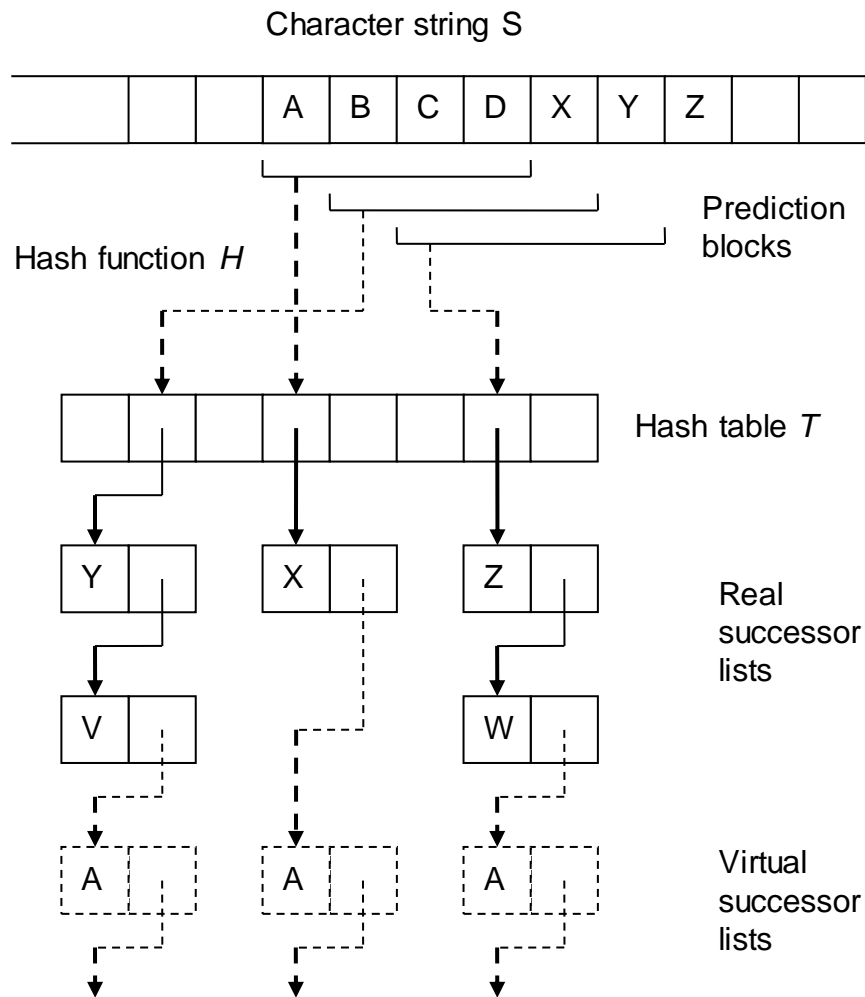 Character string S
A B C D X Y Z
Prediction
blocks
Hash function H
Hash table T
Y X Z
Real
successor
lists
V W
A A A
Virtual
successor
lists